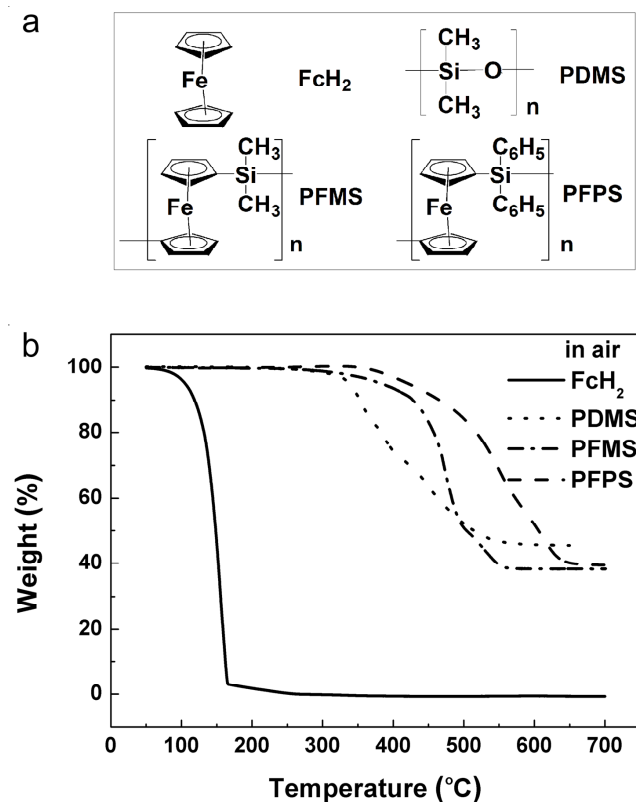 a
Fe
FcH₂
CH₃
Si
O
CH₃
n
PDMS
Fe
CH₃
Si
CH₃
n
PFMS
Fe
C₆H₅
Si
C₆H₅
n
PFPS
b
in air
FcH₂
PDMS
PFMS
PFPS
100
80
60
40
20
0
Weight (%)
0 100 200 300 400 500 600 700
Temperature (°C)